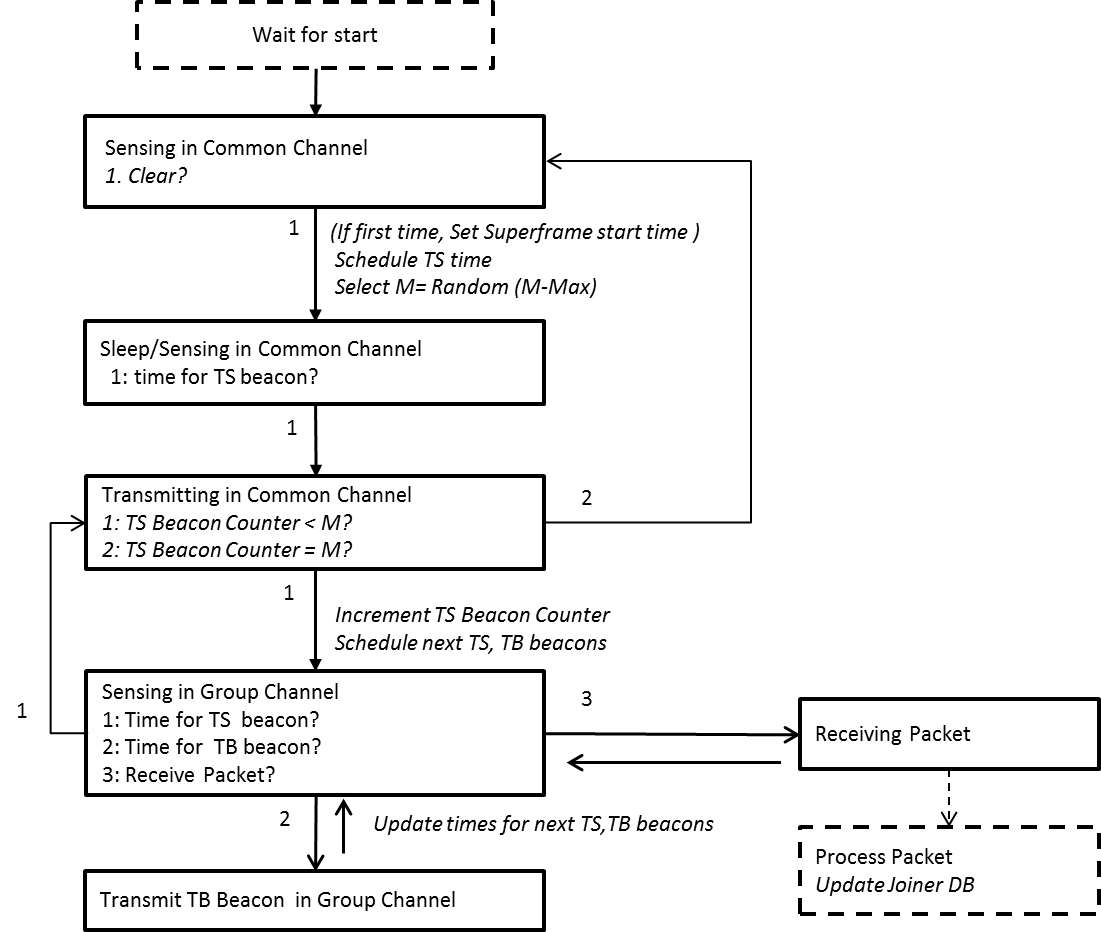 Wait for start
Sensing in Common Channel
1. Clear?
1
(If first time, Set Superframe start time )
Schedule TS time
Select M= Random (M-Max)
Sleep/Sensing in Common Channel
1: time for TS beacon?
1
Transmitting in Common Channel
1: TS Beacon Counter < M?
2: TS Beacon Counter = M?
2
1
Increment TS Beacon Counter
Schedule next TS, TB beacons
Sensing in Group Channel
1: Time for TS beacon?
2: Time for TB beacon?
3: Receive Packet?
1
3
Receiving Packet
2
Update times for next TS,TB beacons
Process Packet
Update Joiner DB
Transmit TB Beacon in Group Channel